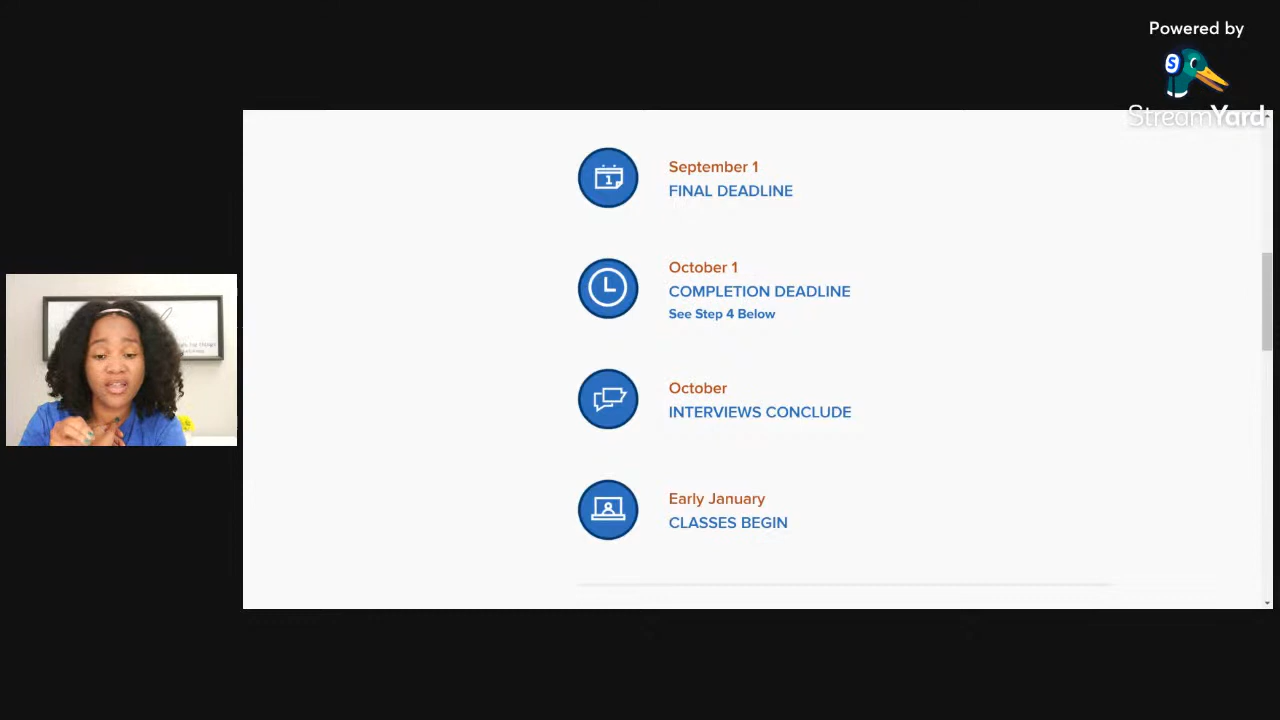 Powered by
S
StreamYard
September 1
FINAL DEADLINE
1
October 1
COMPLETION DEADLINE
See Step 4 Below
October
INTERVIEWS CONCLUDE
Early January
CLASSES BEGIN